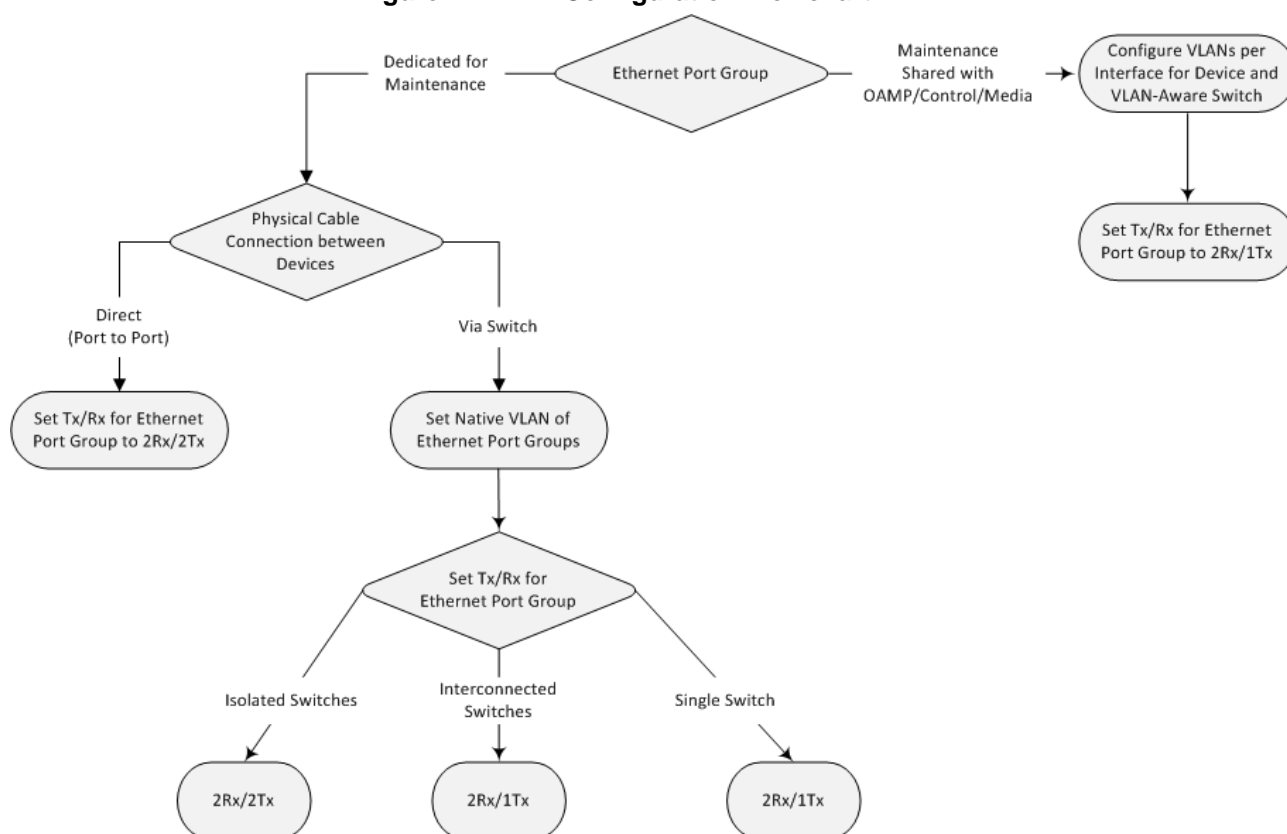 Ethernet Port Group
Dedicated for
Maintenance
Maintenance
Shared with
OAMP/Control/Media
Configure VLANs per
Interface for Device and
VLAN-Aware Switch
Set Tx/Rx for Ethernet
Port Group to 2Rx/1Tx
Physical Cable
Connection between
Devices
Direct
(Port to Port)
Via Switch
Set Tx/Rx for Ethernet
Port Group to 2Rx/2Tx
Set Native VLAN of
Ethernet Port Groups
Set Tx/Rx for
Ethernet Port Group
Isolated Switches
Interconnected
Switches
Single Switch
2Rx/2Tx
2Rx/1Tx
2Rx/1Tx